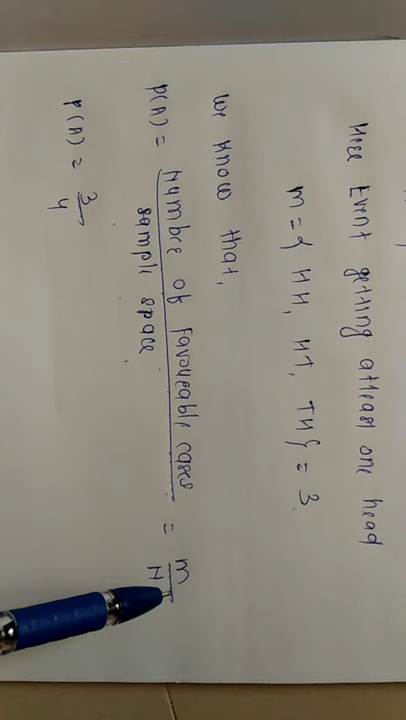 Here Event getting atleast one head
m = { HH, HT, TH } = 3.
We know that,
P(A) = Number of favourable cases / sample space = m / N
P(A) = 3 / 4